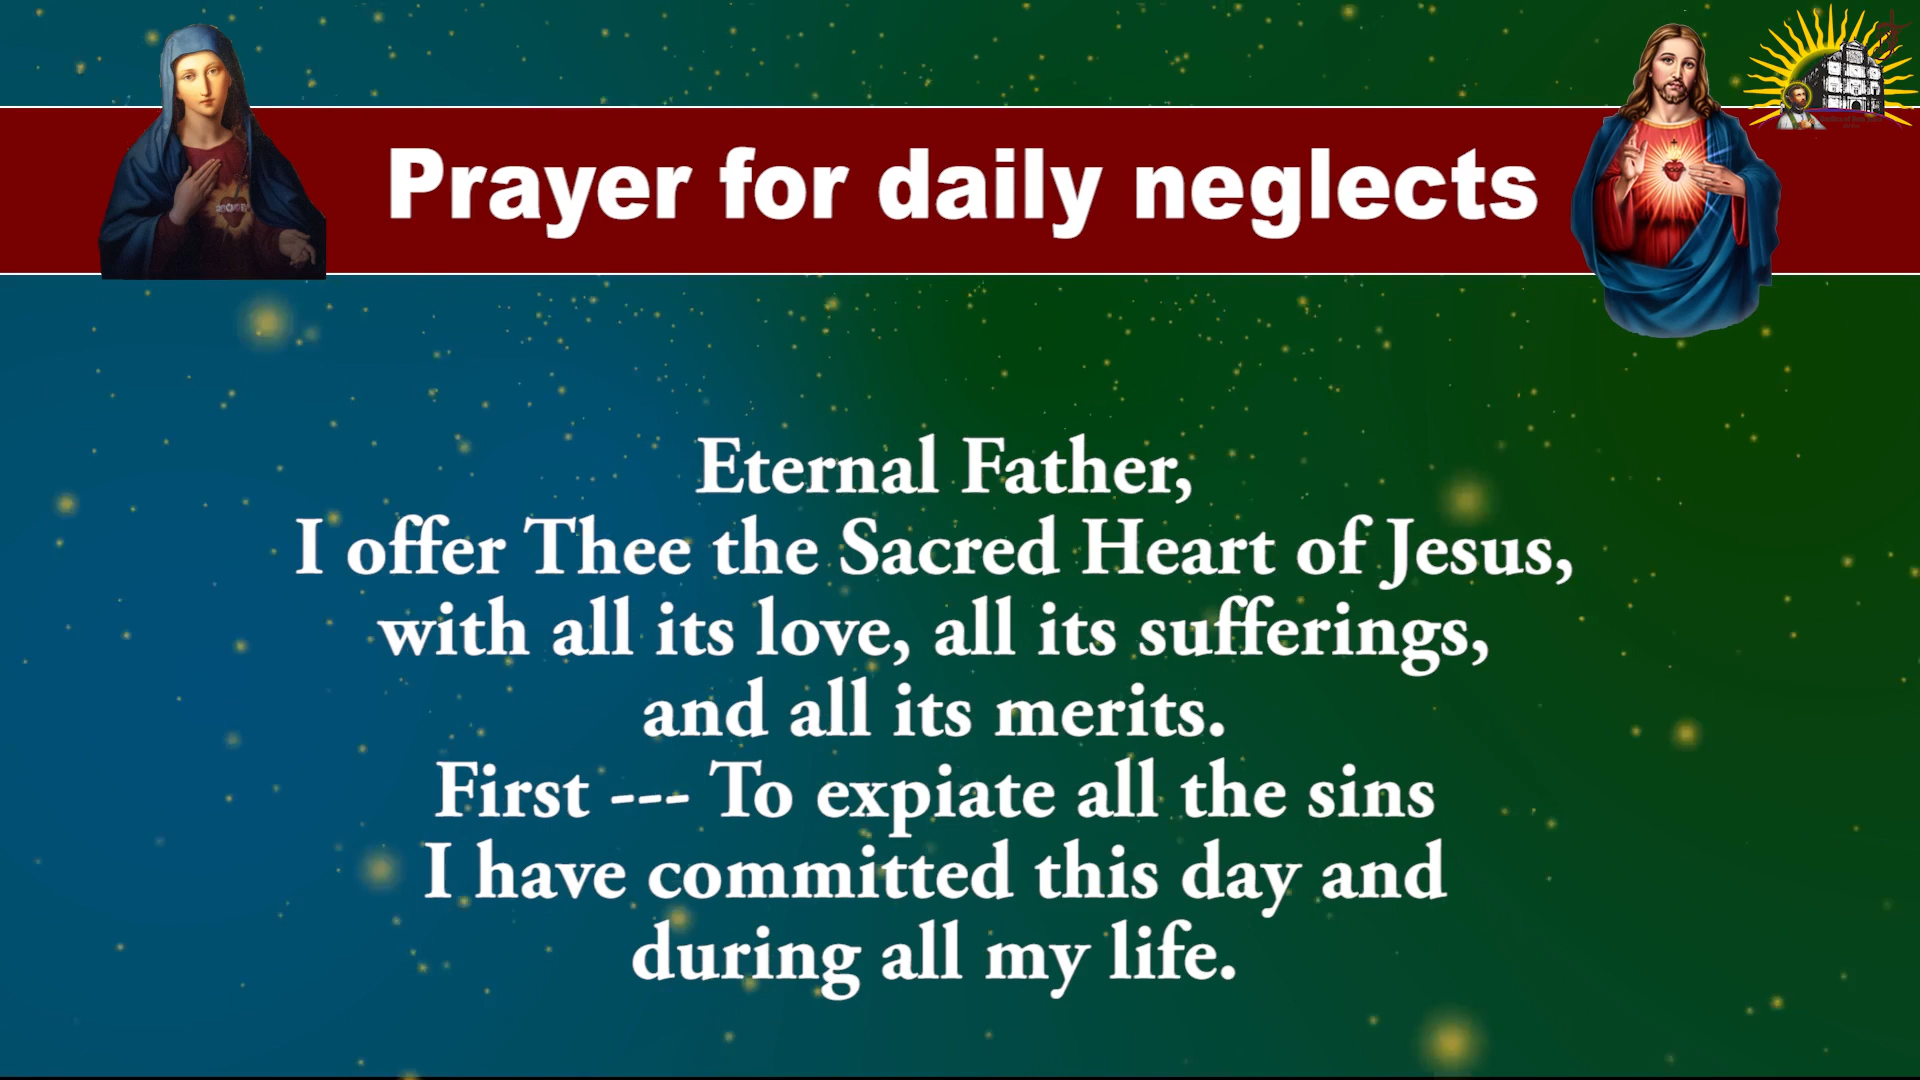 Prayer for daily neglects
Eternal Father,
I offer Thee the Sacred Heart of Jesus,
with all its love, all its sufferings,
and all its merits.
First --- To expiate all the sins
I have committed this day and
during all my life.